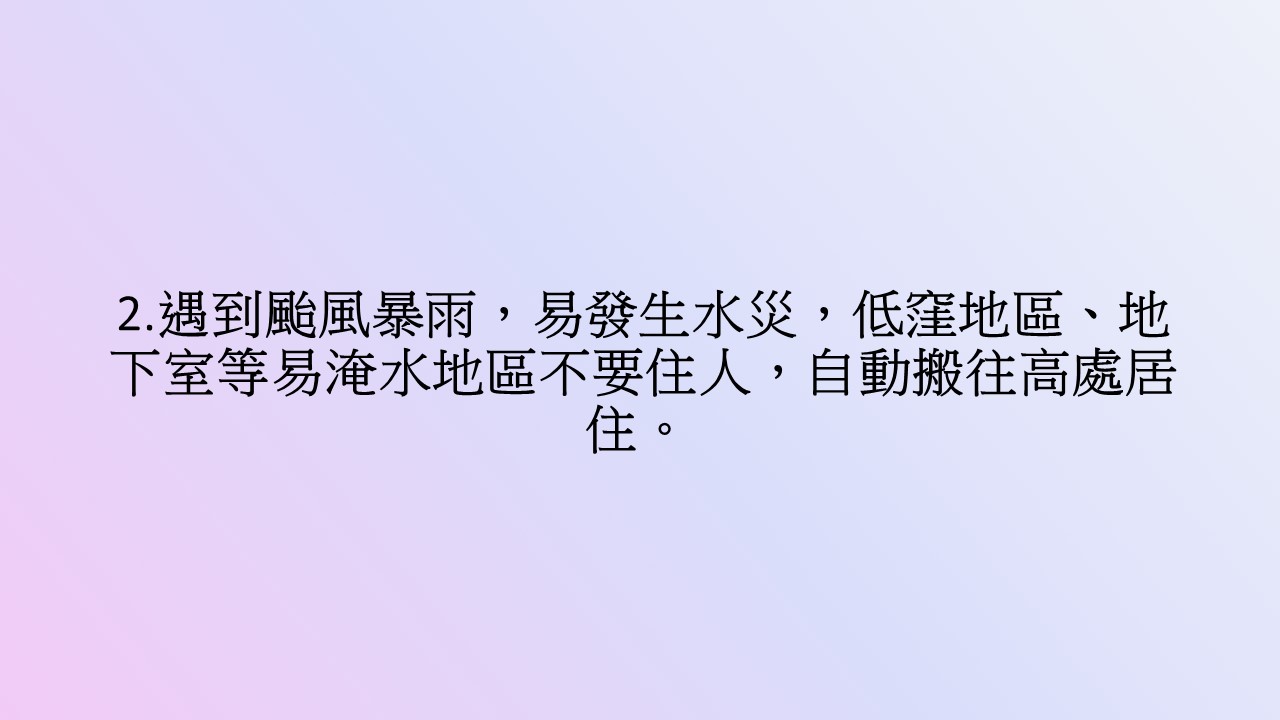 2.遇到颱風暴雨，易發生水災，低窪地區、地
下室等易淹水地區不要住人，自動搬往高處居
住。